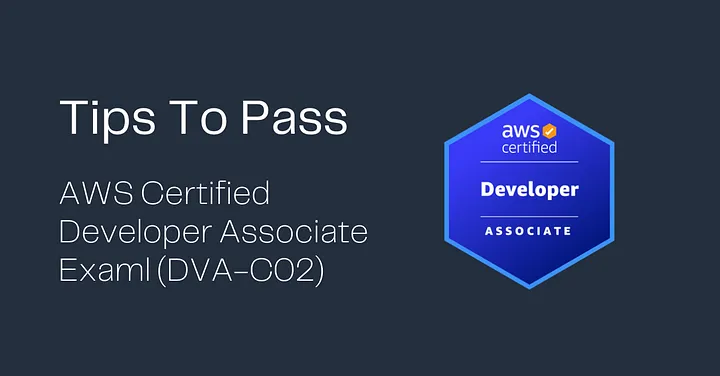 Tips To Pass
AWS Certified
Developer Associate
Examl (DVA-C02)
aws
certified
Developer
ASSOCIATE